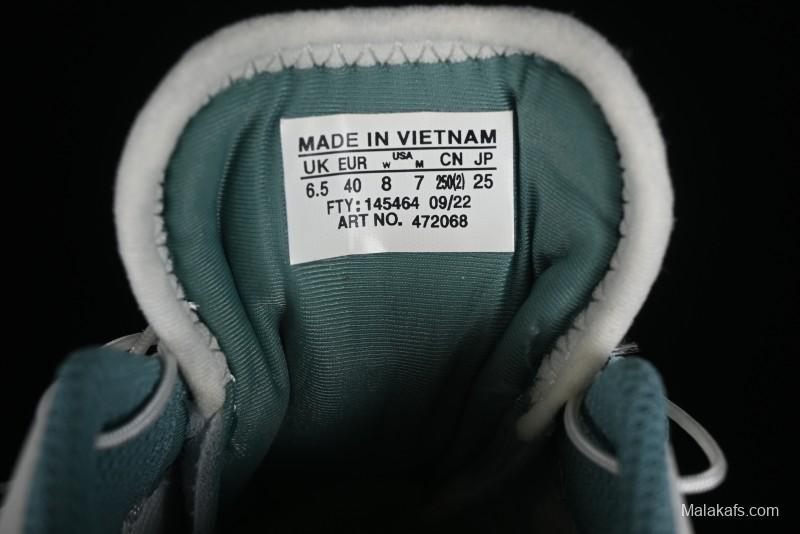 MADE IN VIETNAM
UK EUR W USA M CN JP
6.5 40 8 7 250(2) 25
FTY: 145464 09/22
ART NO. 472068
Malakafs.com